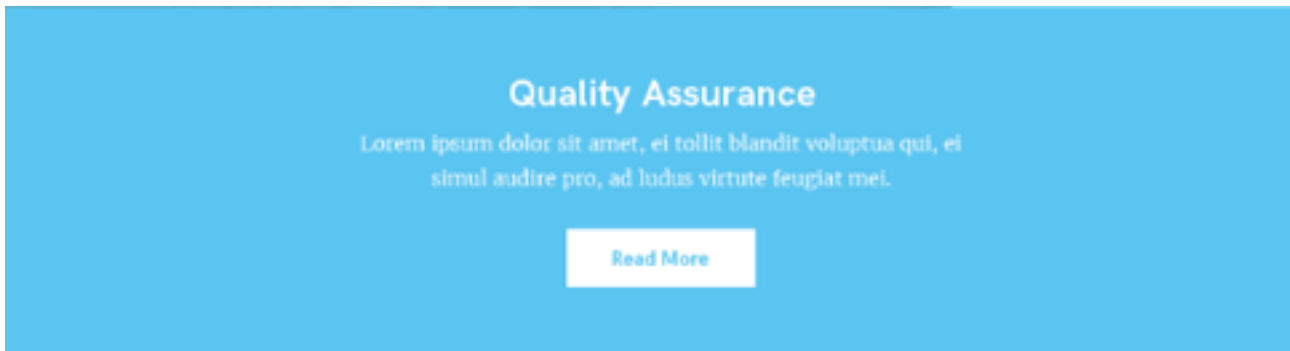 Quality Assurance
Lorem ipsum dolor sit amet, ei tollit blandit voluptua qui, ei
simul audire pro, ad ludus virtute feugiat mei.
Read More